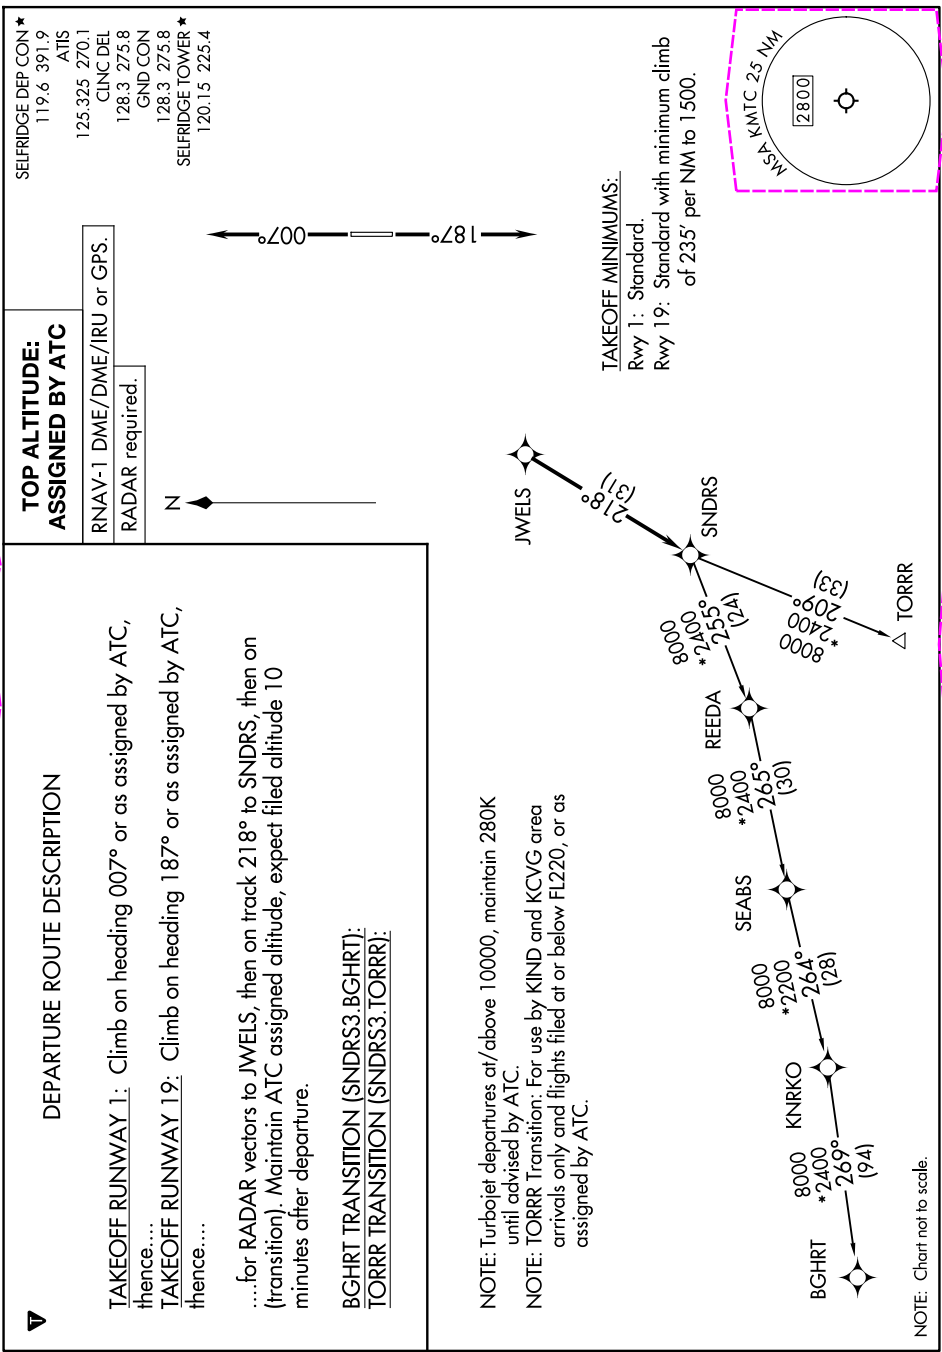 DEPARTURE ROUTE DESCRIPTION
TAKEOFF RUNWAY 1: Climb on heading 007° or as assigned by ATC,
thence....
TAKEOFF RUNWAY 19: Climb on heading 187° or as assigned by ATC,
thence....
....for RADAR vectors to JWELS, then on track 218° to SNDRS, then on
(transition). Maintain ATC assigned altitude, expect filed altitude 10
minutes after departure.
BGHRT TRANSITION (SNDRS3.BGHRT):
TORRR TRANSITION (SNDRS3.TORRR):
TOP ALTITUDE:
ASSIGNED BY ATC
RNAV-1 DME/DME/IRU or GPS.
RADAR required.
N
SELFRIDGE DEP CON ★
119.6 391.9
ATIS
125.325 270.1
CLNC DEL
128.3 275.8
GND CON
128.3 275.8
SELFRIDGE TOWER ★
120.15 225.4
007°
187°
NOTE: Turbojet departures at/above 10000, maintain 280K
until advised by ATC.
NOTE: TORRR Transition: For use by KIND and KCVG area
arrivals only and flights filed at or below FL220, or as
assigned by ATC.
JWELS
218°
(31)
SNDRS
8000
*2400
255°
(24)
8000
*2400
209°
(33)
TORRR
REEDA
8000
*2400
265°
(30)
SEABS
8000
*2200
264°
(28)
KNRKO
8000
*2400
269°
(94)
BGHRT
TAKEOFF MINIMUMS:
Rwy 1: Standard.
Rwy 19: Standard with minimum climb
of 235' per NM to 1500.
MSA KMTC 25 NM
2800
NOTE: Chart not to scale.
T